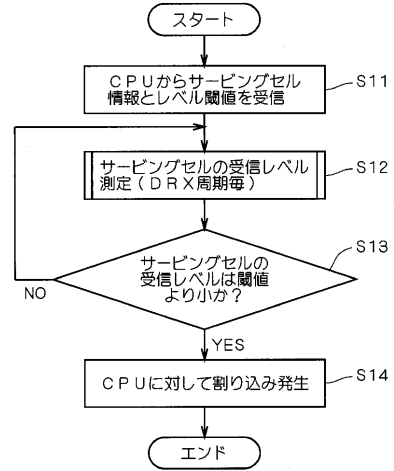 スタート
CPUからサービングセル
情報とレベル閾値を受信
S11
サービングセルの受信レベル
測定(DRX周期毎)
S12
サービングセルの
受信レベルは閾値
より小か?
S13
NO
YES
CPUに対して割り込み発生
S14
エンド